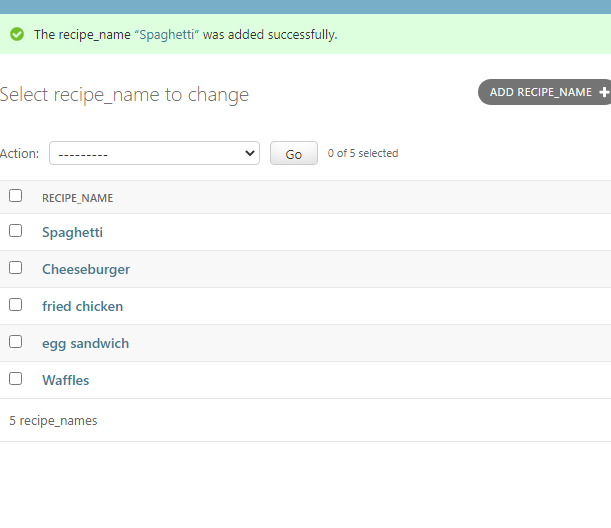 The recipe_name “Spaghetti” was added successfully.
Select recipe_name to change
ADD RECIPE_NAME +
Action: --------- Go 0 of 5 selected
RECIPE_NAME
Spaghetti
Cheeseburger
fried chicken
egg sandwich
Waffles
5 recipe_names